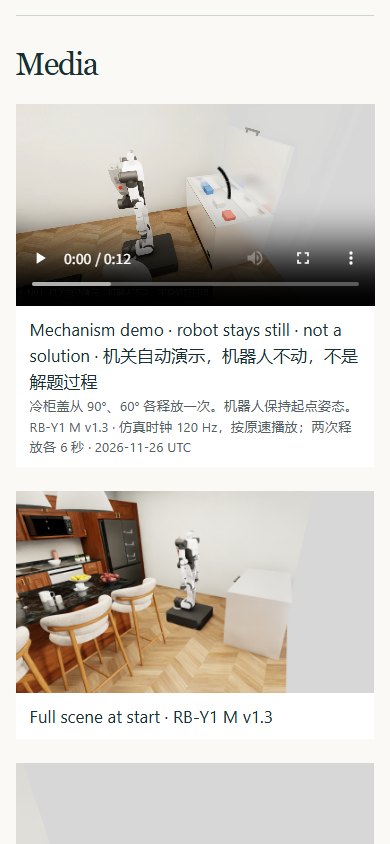 Media
0:00 / 0:12
Mechanism demo · robot stays still · not a
solution · 机关自动演示，机器人不动，不是
解题过程
冷柜盖从 90°、60° 各释放一次。机器人保持起点姿态。
RB-Y1 M v1.3 · 仿真时钟 120 Hz，按原速播放；两次释
放各 6 秒 · 2026-11-26 UTC
Full scene at start · RB-Y1 M v1.3